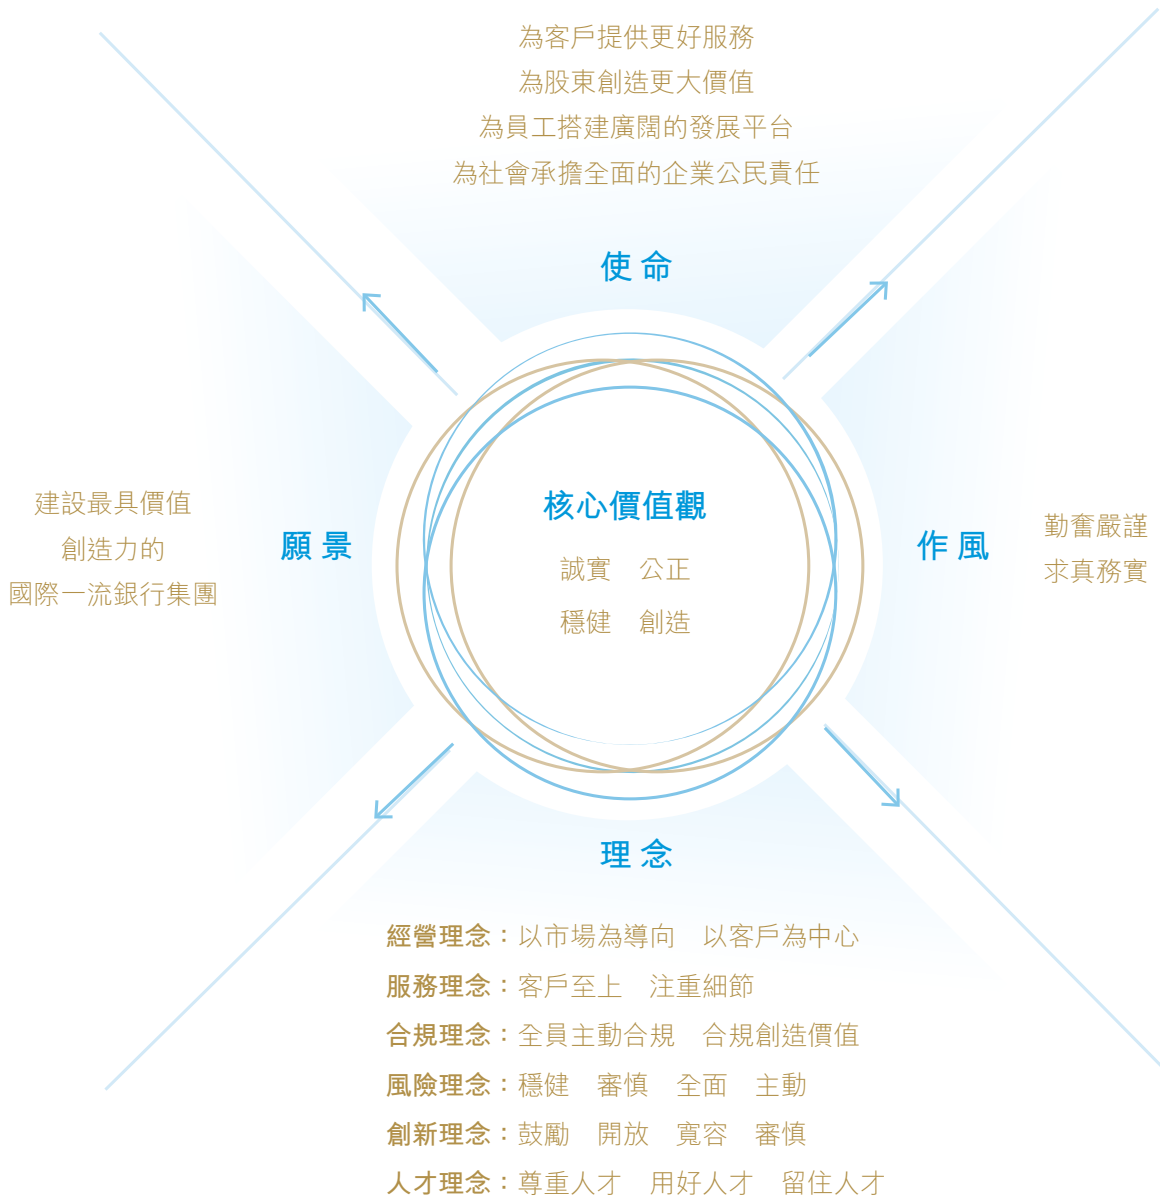 為客戶提供更好服務
為股東創造更大價值
為員工搭建廣闊的發展平台
為社會承擔全面的企業公民責任
使命
建設最具價值
創造力的
國際一流銀行集團
願景
核心價值觀
誠實 公正
穩健 創造
作風
勤奮嚴謹
求真務實
理念
經營理念：以市場為導向 以客戶為中心
服務理念：客戶至上 注重細節
合規理念：全員主動合規 合規創造價值
風險理念：穩健 審慎 全面 主動
創新理念：鼓勵 開放 寬容 審慎
人才理念：尊重人才 用好人才 留住人才